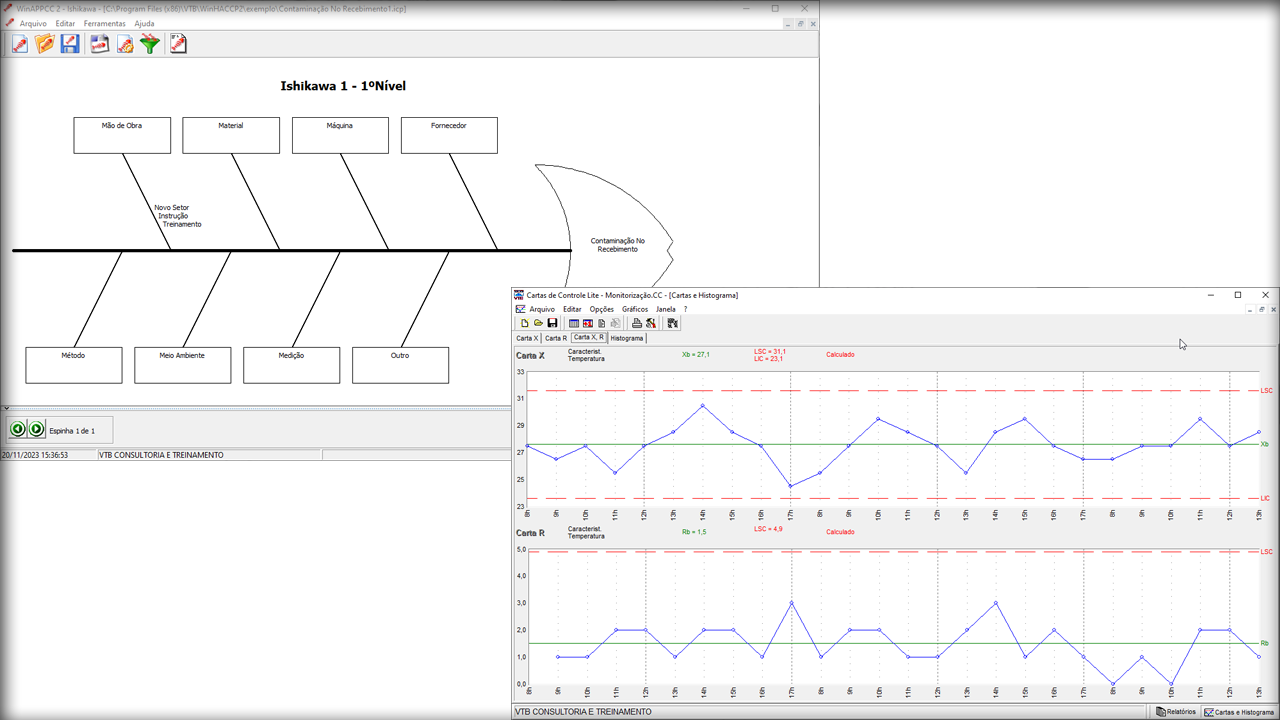 WinAPPCC 2 - Ishikawa - [C:\Program Files (x86)\VTB\WinHACCP2\exemplo\Contaminação No Recebimento1.icp]
Arquivo Editar Ferramentas Ajuda
Ishikawa 1 - 1ºNível
Mão de Obra Material Máquina Fornecedor
Novo Setor
Instrução
Treinamento
Contaminação No
Recebimento
Método Meio Ambiente Medição Outro
Espinha 1 de 1
20/11/2023 15:36:53 VTB CONSULTORIA E TREINAMENTO
Cartas de Controle Lite - Monitorização.CC - [Cartas e Histograma]
Arquivo Editar Opções Gráficos Janela ?
Carta X Carta R Carta X, R Histograma
Carta X Caracterist. Xb = 27,1 LSC = 31,1 Calculado
Temperatura LIC = 23,1
33
LSC
31
29
Xb
27
25
LIC
23
8h 9h 10h 11h 12h 13h 14h 15h 16h 17h 8h 9h 10h 11h 12h 13h 14h 15h 16h 17h 8h 9h 10h 11h 12h 13h
Carta R Caracterist. Rb = 1,5 LSC = 4,9 Calculado
Temperatura
5,0
LSC
4,0
3,0
2,0
Rb
1,0
0,0
8h 9h 10h 11h 12h 13h 14h 15h 16h 17h 8h 9h 10h 11h 12h 13h 14h 15h 16h 17h 8h 9h 10h 11h 12h 13h
VTB CONSULTORIA E TREINAMENTO Relatórios Cartas e Histograma